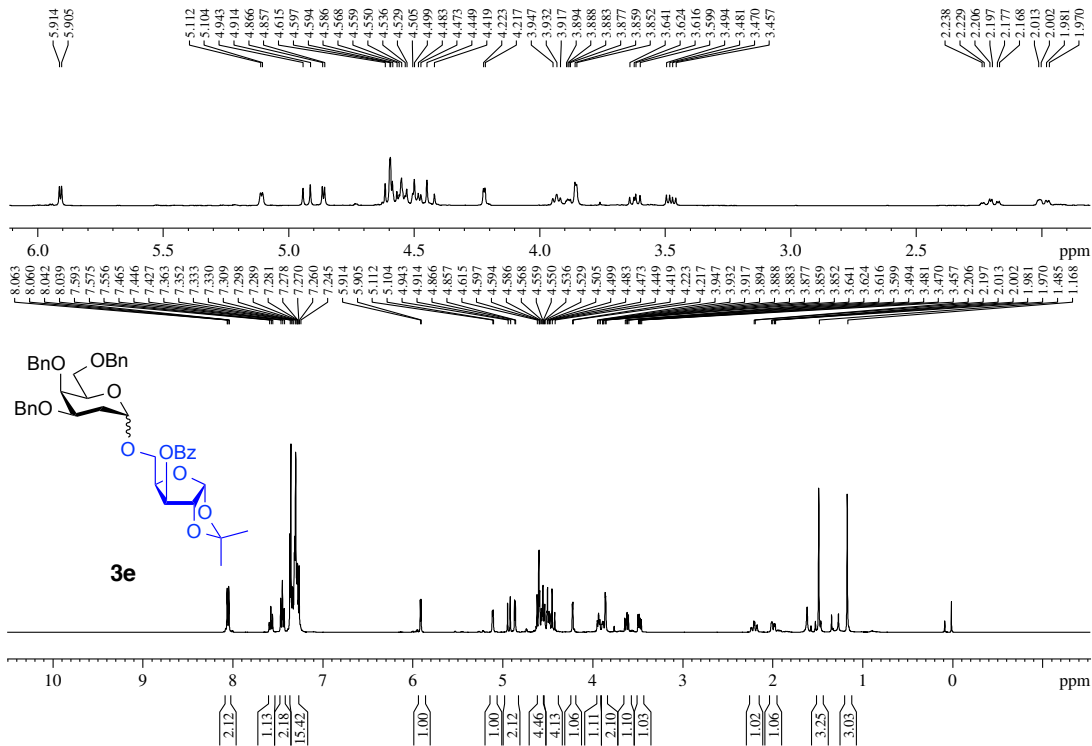 5.914 5.905 5.112 5.104 4.943 4.914 4.866 4.857 4.615 4.597 4.594 4.586 4.568 4.559 4.550 4.536 4.529 4.505 4.499 4.483 4.473 4.449 4.419 4.223 4.217 3.947 3.932 3.917 3.894 3.888 3.883 3.877 3.859 3.852 3.641 3.624 3.616 3.599 3.494 3.481 3.470 3.457 2.238 2.229 2.206 2.197 2.177 2.168 2.013 2.002 1.981 1.970
6.0 5.5 5.0 4.5 4.0 3.5 3.0 2.5 ppm
8.063 8.060 8.042 8.039 7.593 7.575 7.556 7.465 7.446 7.427 7.363 7.352 7.333 7.330 7.309 7.298 7.289 7.281 7.278 7.270 7.260 7.245 5.914 5.905 5.112 5.104 4.943 4.914 4.866 4.857 4.615 4.597 4.594 4.586 4.568 4.559 4.550 4.536 4.529 4.505 4.499 4.483 4.473 4.449 4.419 4.223 4.217 3.947 3.932 3.917 3.894 3.888 3.883 3.877 3.859 3.852 3.641 3.624 3.616 3.599 3.494 3.481 3.470 3.457 2.206 2.197 2.013 2.002 1.981 1.970 1.485 1.168
BnO OBn
O
BnO
O OBz
O
O
O
3e
10 9 8 7 6 5 4 3 2 1 0 ppm
2.12 1.13 2.18 15.42 1.00 1.00 2.12 4.46 4.13 1.06 1.11 2.10 1.10 1.03 1.02 1.06 3.25 3.03